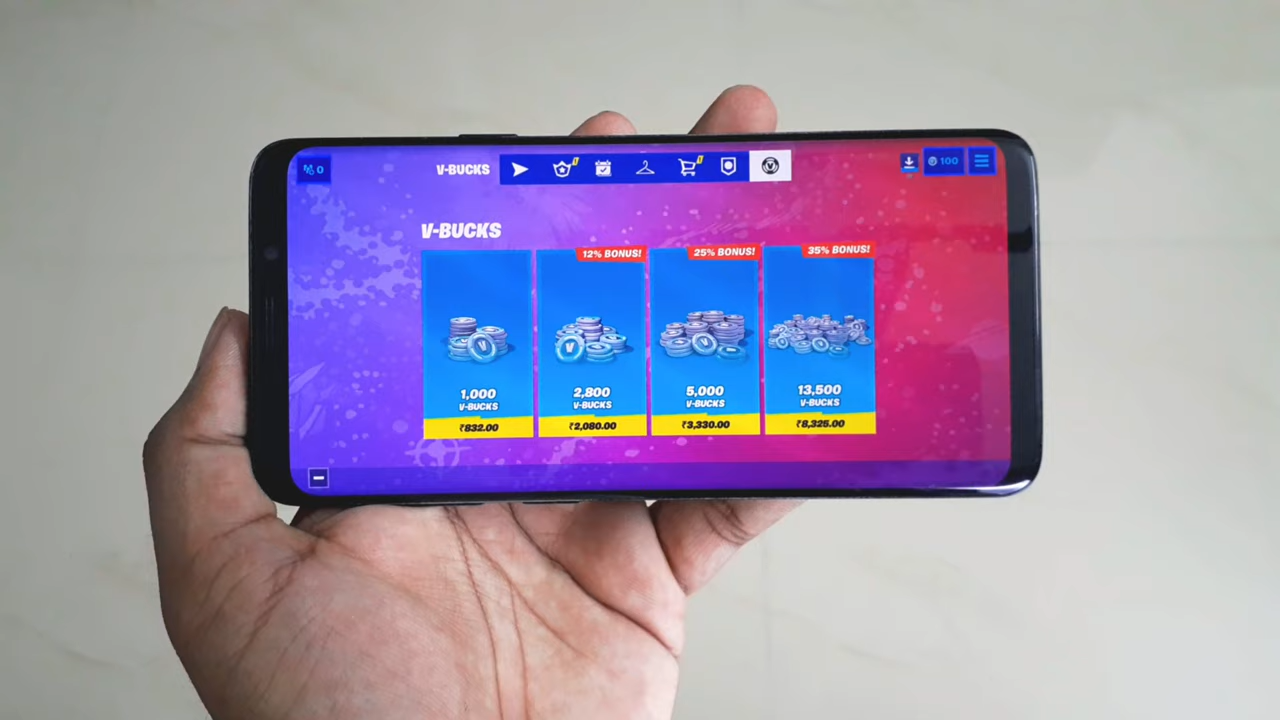 0
V-BUCKS
100
V-BUCKS
12% BONUS!
25% BONUS!
35% BONUS!
1,000
V-BUCKS
₹832.00
2,800
V-BUCKS
₹2,080.00
5,000
V-BUCKS
₹3,330.00
13,500
V-BUCKS
₹8,325.00